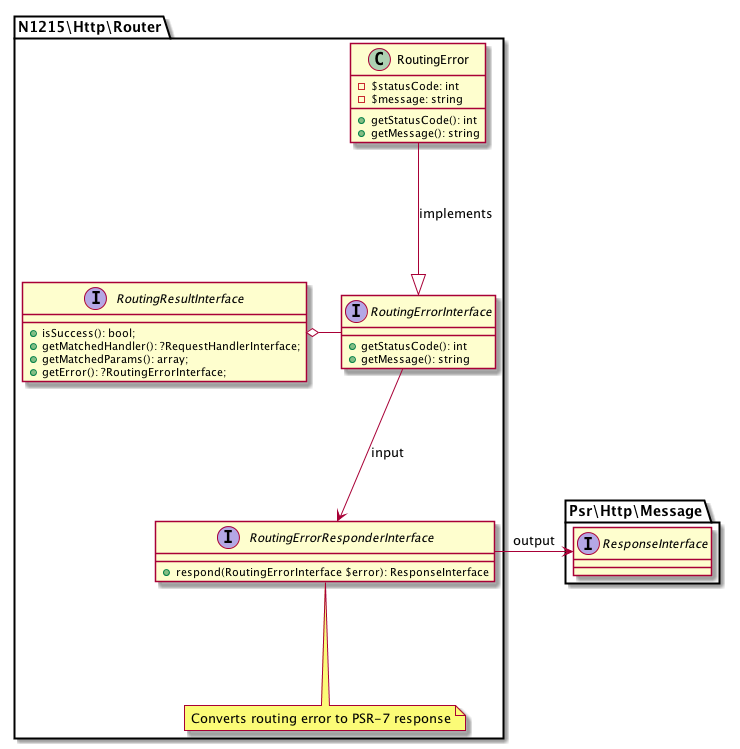 N1215\Http\Router
C RoutingError
$statusCode: int
$message: string
getStatusCode(): int
getMessage(): string
implements
I RoutingResultInterface
isSuccess(): bool;
getMatchedHandler(): ?RequestHandlerInterface;
getMatchedParams(): array;
getError(): ?RoutingErrorInterface;
I RoutingErrorInterface
getStatusCode(): int
getMessage(): string
input
I RoutingErrorResponderInterface
respond(RoutingErrorInterface $error): ResponseInterface
output
Psr\Http\Message
I ResponseInterface
Converts routing error to PSR-7 response